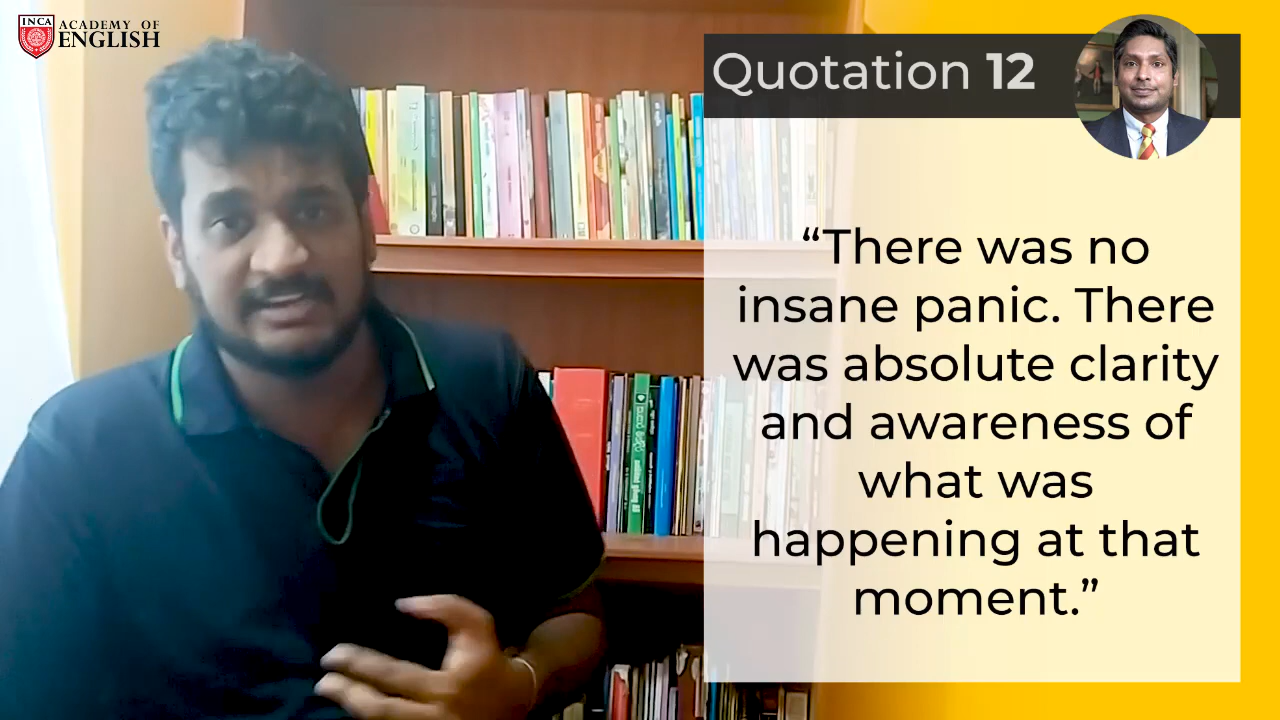 INCA
ACADEMY OF
ENGLISH
Quotation 12
“There was no
insane panic. There
was absolute clarity
and awareness of
what was
happening at that
moment.”